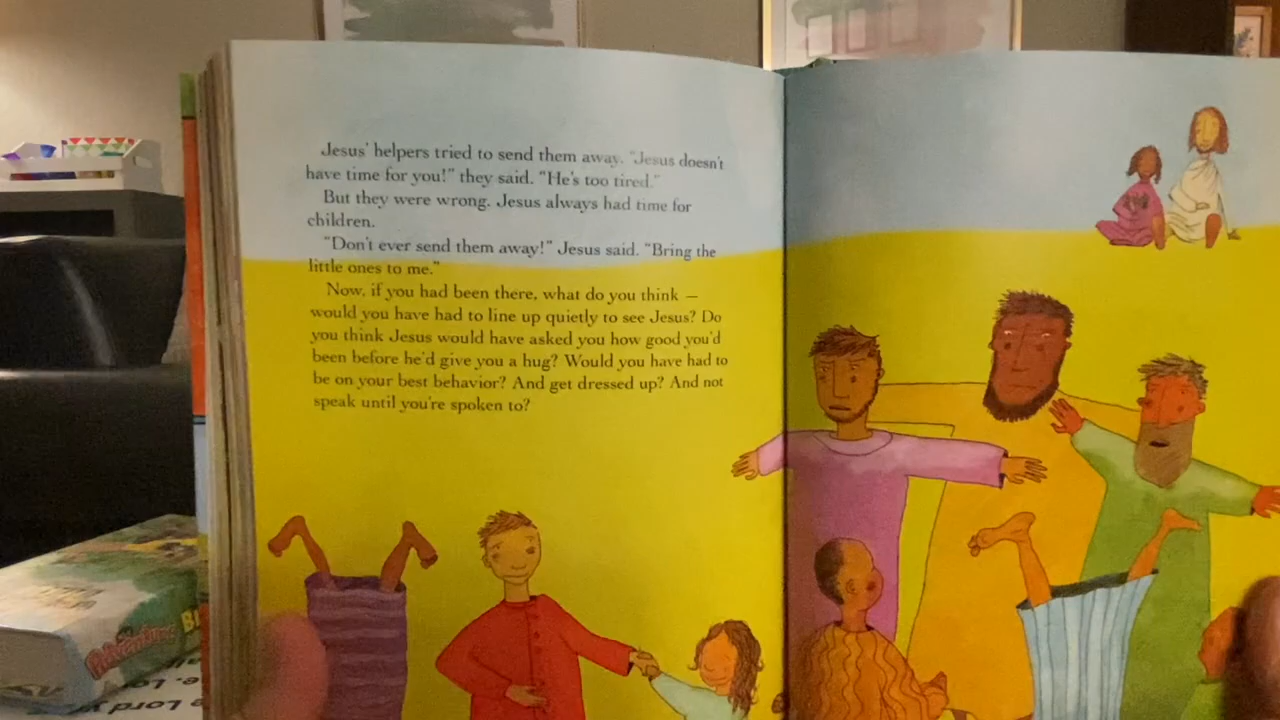 Jesus' helpers tried to send them away. "Jesus doesn't
have time for you!" they said. "He's too tired."
But they were wrong. Jesus always had time for
children.
"Don't ever send them away!" Jesus said. "Bring the
little ones to me."
Now, if you had been there, what do you think —
would you have had to line up quietly to see Jesus? Do
you think Jesus would have asked you how good you'd
been before he'd give you a hug? Would you have had to
be on your best behavior? And get dressed up? And not
speak until you're spoken to?
Adventure
Lord